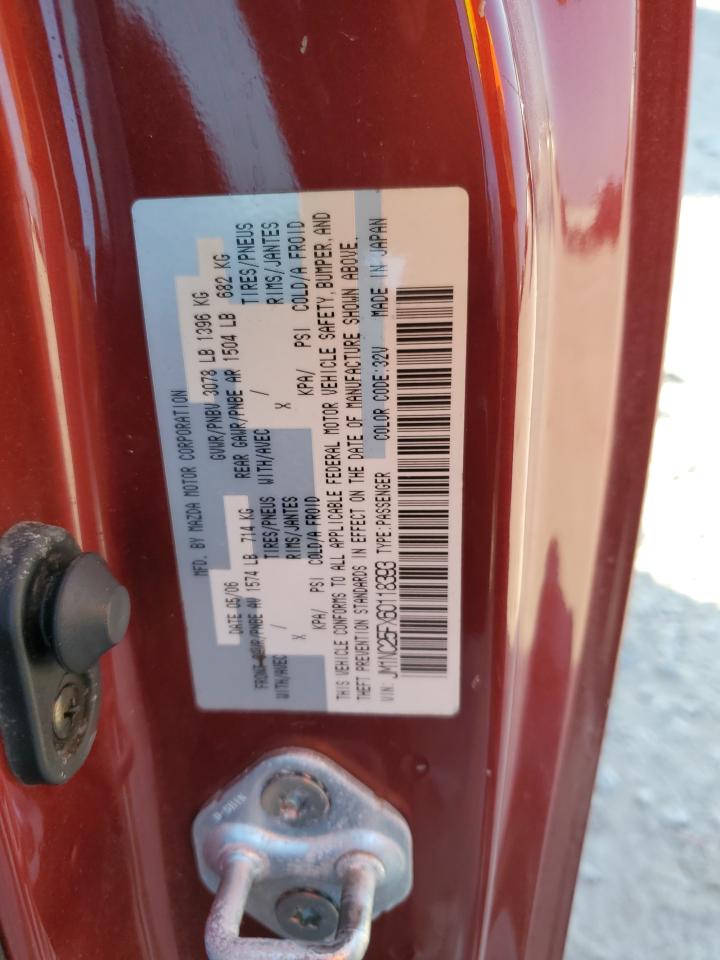 MFD. BY MAZDA MOTOR CORPORATION
DATE 05/06 GVWR/PNBV 3078 LB 1396 KG
FRONT GAWR/PNBE AV 1574 LB 714 KG REAR GAWR/PNBE AR 1504 LB 682 KG
WITH/AVEC TIRES/PNEUS WITH/AVEC / TIRES/PNEUS
X RIMS/JANTES X RIMS/JANTES
KPA/ PSI COLD/A FROID KPA/ PSI COLD/A FROID
THIS VEHICLE CONFORMS TO ALL APPLICABLE FEDERAL MOTOR VEHICLE SAFETY, BUMPER, AND
THEFT PREVENTION STANDARDS IN EFFECT ON THE DATE OF MANUFACTURE SHOWN ABOVE.
VIN: JM1NC25FX60118393 TYPE:PASSENGER COLOR CODE:32V MADE IN JAPAN